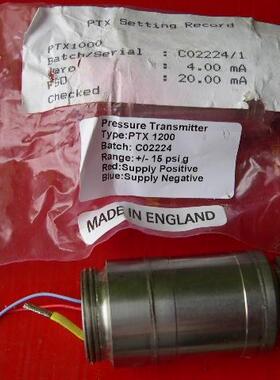 PTX Setting Record
PTX1000
Batch/Serial : C02224/1
Zero : 4.00 mA
FSD : 20.00 mA
Checked
Pressure Transmitter
Type:PTX 1200
Batch: C02224
Range:+/- 15 psi g
Red:Supply Positive
Blue:Supply Negative
MADE IN ENGLAND